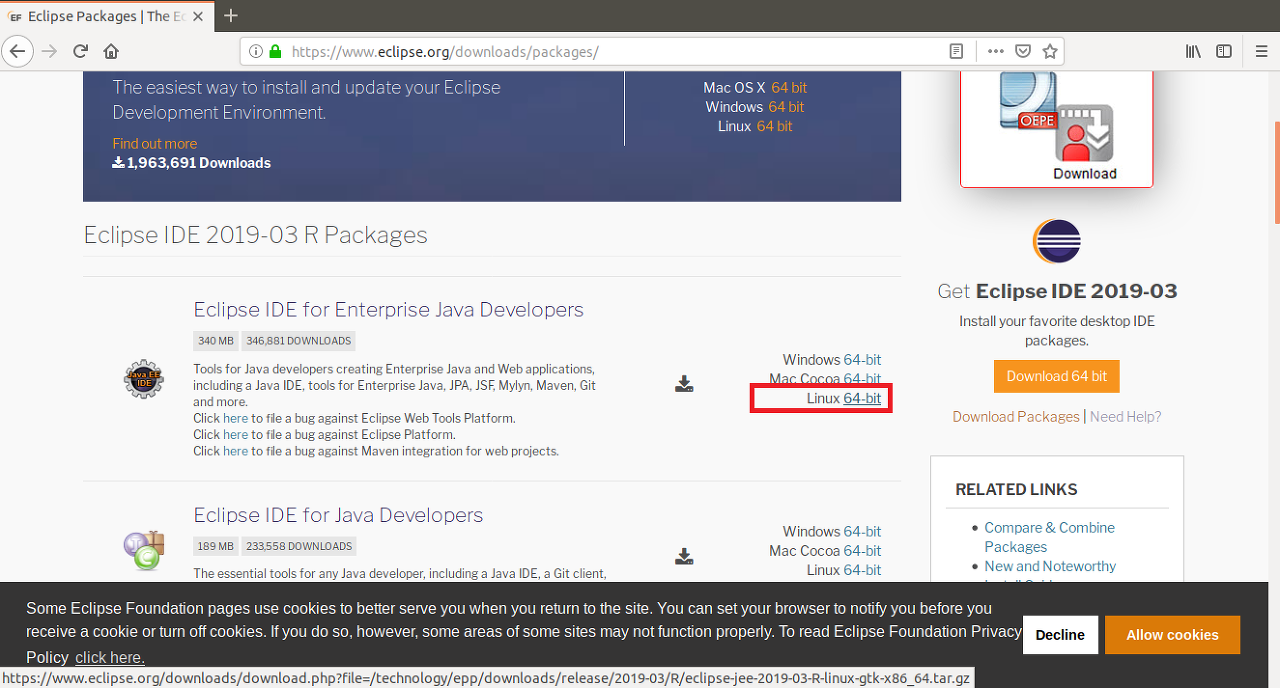 Eclipse Packages | The Ec
https://www.eclipse.org/downloads/packages/
The easiest way to install and update your Eclipse
Development Environment.
Find out more
1,963,691 Downloads
Mac OS X 64 bit
Windows 64 bit
Linux 64 bit
OEPE
Download
Eclipse IDE 2019-03 R Packages
Eclipse IDE for Enterprise Java Developers
340 MB 346,881 DOWNLOADS
Java EE
IDE
Tools for Java developers creating Enterprise Java and Web applications,
including a Java IDE, tools for Enterprise Java, JPA, JSF, Mylyn, Maven, Git
and more.
Click here to file a bug against Eclipse Web Tools Platform.
Click here to file a bug against Eclipse Platform.
Click here to file a bug against Maven integration for web projects.
Windows 64-bit
Mac Cocoa 64-bit
Linux 64-bit
Eclipse IDE for Java Developers
189 MB 233,558 DOWNLOADS
The essential tools for any Java developer, including a Java IDE, a Git client,
Windows 64-bit
Mac Cocoa 64-bit
Linux 64-bit
Get Eclipse IDE 2019-03
Install your favorite desktop IDE
packages.
Download 64 bit
Download Packages | Need Help?
RELATED LINKS
Compare & Combine
Packages
New and Noteworthy
Some Eclipse Foundation pages use cookies to better serve you when you return to the site. You can set your browser to notify you before you
receive a cookie or turn off cookies. If you do so, however, some areas of some sites may not function properly. To read Eclipse Foundation Privacy
Policy click here.
Decline
Allow cookies
https://www.eclipse.org/downloads/download.php?file=/technology/epp/downloads/release/2019-03/R/eclipse-jee-2019-03-R-linux-gtk-x86_64.tar.gz